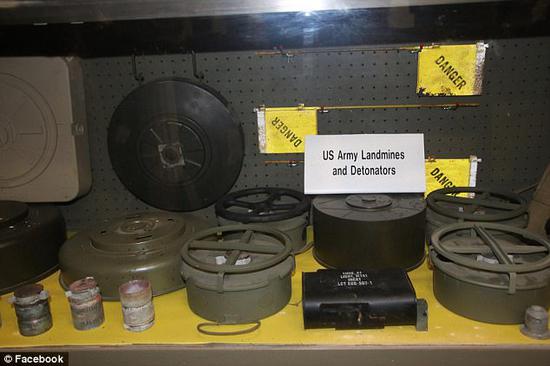 DANGER
DANGER
US Army Landmines
and Detonators
DANGER
© Facebook